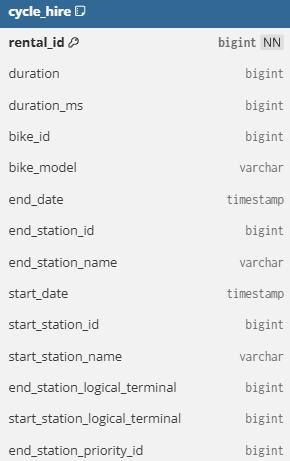 cycle_hire
rental_id bigint NN
duration bigint
duration_ms bigint
bike_id bigint
bike_model varchar
end_date timestamp
end_station_id bigint
end_station_name varchar
start_date timestamp
start_station_id bigint
start_station_name varchar
end_station_logical_terminal bigint
start_station_logical_terminal bigint
end_station_priority_id bigint